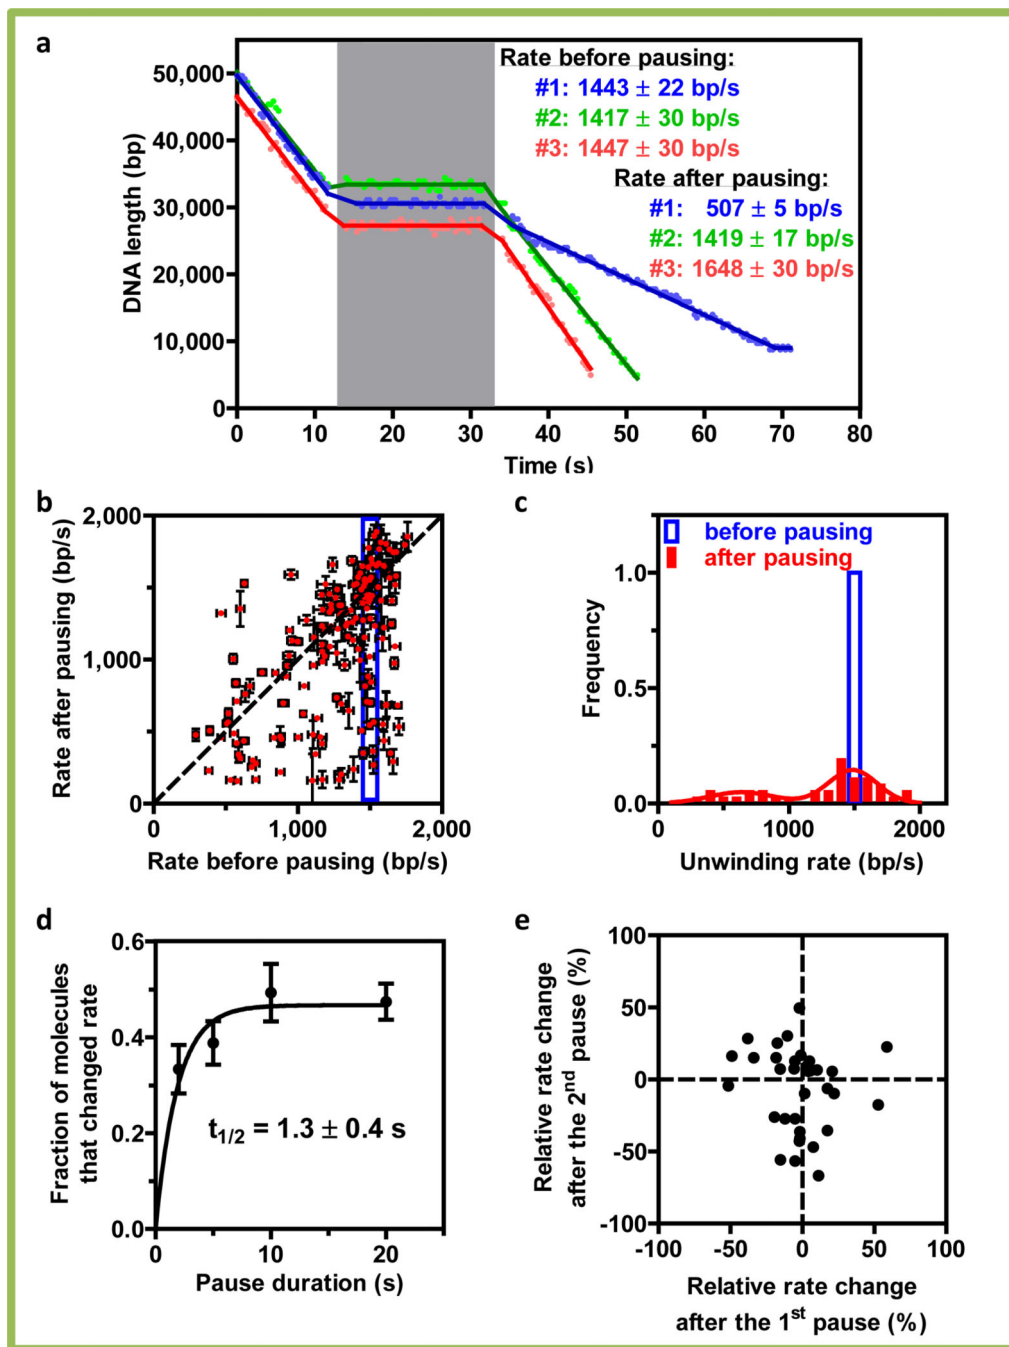 a
Rate before pausing:
#1: 1443 ± 22 bp/s
#2: 1417 ± 30 bp/s
#3: 1447 ± 30 bp/s
Rate after pausing:
#1: 507 ± 5 bp/s
#2: 1419 ± 17 bp/s
#3: 1648 ± 30 bp/s
DNA length (bp)
50,000
40,000
30,000
20,000
10,000
0
0 10 20 30 40 50 60 70 80
Time (s)
b
Rate after pausing (bp/s)
2,000
1,000
0
0 1,000 2,000
Rate before pausing (bp/s)
c
before pausing
after pausing
Frequency
1.0
0.5
0.0
0 1000 2000
Unwinding rate (bp/s)
d
Fraction of molecules
that changed rate
0.6
0.4
0.2
0.0
t1/2 = 1.3 ± 0.4 s
0 10 20
Pause duration (s)
e
Relative rate change
after the 2nd pause (%)
100
50
0
-50
-100
-100 -50 0 50 100
Relative rate change
after the 1st pause (%)